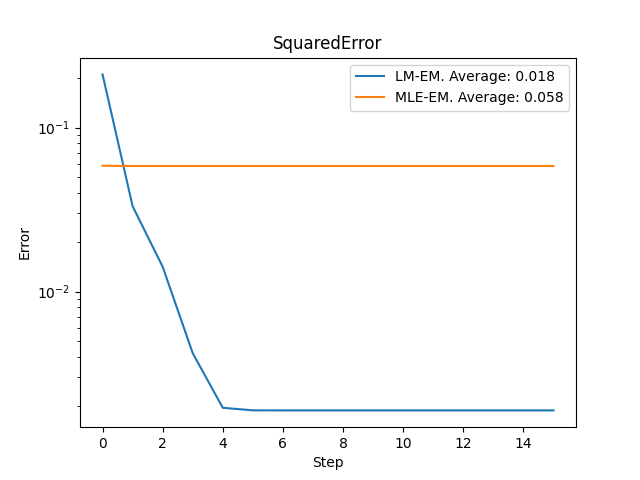 SquaredError
LM-EM. Average: 0.018
MLE-EM. Average: 0.058
Error
10⁻¹
10⁻²
0 2 4 6 8 10 12 14
Step